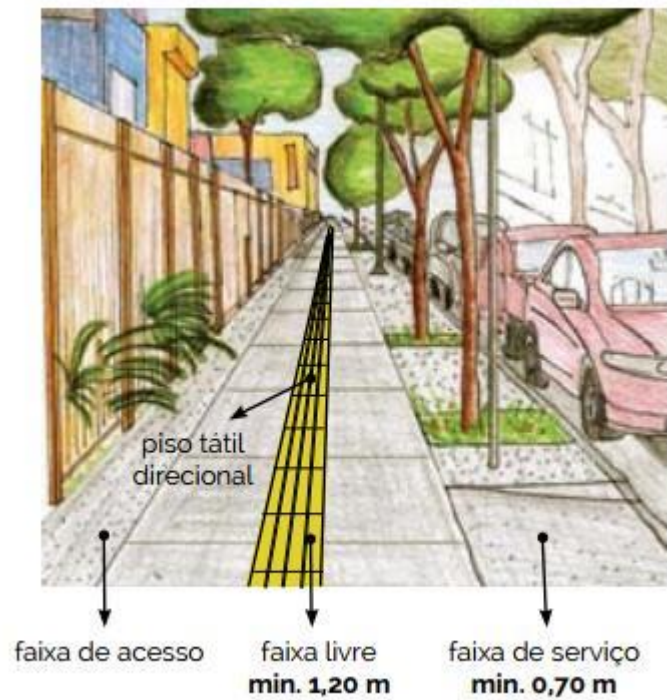 piso tátil
direcional
faixa de acesso
faixa livre
min. 1,20 m
faixa de serviço
min. 0,70 m